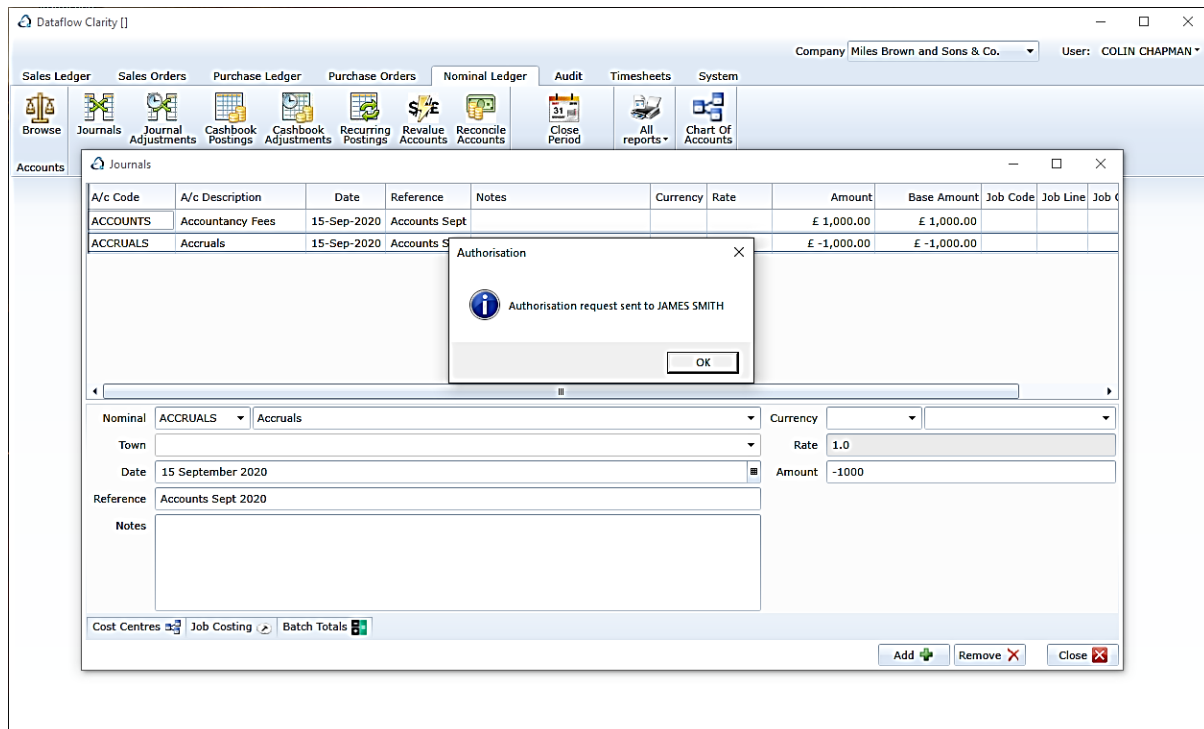 Dataflow Clarity []
Company Miles Brown and Sons & Co. User: COLIN CHAPMAN
Sales Ledger Sales Orders Purchase Ledger Purchase Orders Nominal Ledger Audit Timesheets System
Browse Journals Journal Adjustments Cashbook Postings Cashbook Adjustments Recurring Postings Revalue Accounts Reconcile Accounts Close Period All reports Chart Of Accounts
Accounts
Journals
A/c Code A/c Description Date Reference Notes Currency Rate Amount Base Amount Job Code Job Line Job
ACCOUNTS Accountancy Fees 15-Sep-2020 Accounts Sept £ 1,000.00 £ 1,000.00
ACCRUALS Accruals 15-Sep-2020 Accounts £ -1,000.00 £ -1,000.00
Authorisation
Authorisation request sent to JAMES SMITH
OK
Nominal ACCRUALS Accruals Currency
Town Rate 1.0
Date 15 September 2020 Amount -1000
Reference Accounts Sept 2020
Notes
Cost Centres Job Costing Batch Totals
Add Remove Close